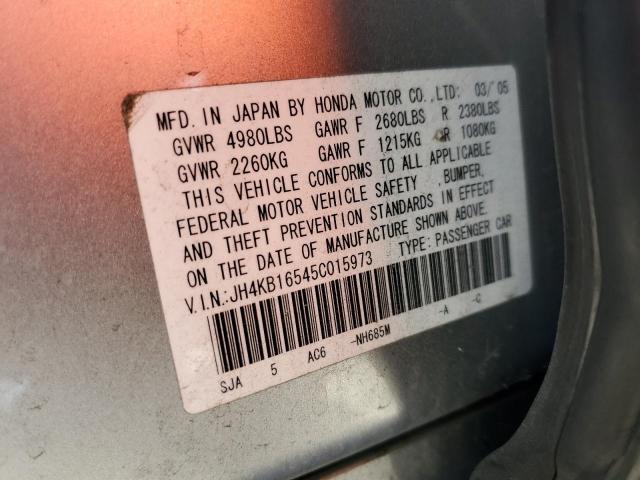 MFD. IN JAPAN BY HONDA MOTOR CO., LTD: 03/'05
GVWR 4980LBS GAWR F 2680LBS R 2380LBS
GVWR 2260KG GAWR F 1215KG R 1080KG
THIS VEHICLE CONFORMS TO ALL APPLICABLE
FEDERAL MOTOR VEHICLE SAFETY ,BUMPER,
AND THEFT PREVENTION STANDARDS IN EFFECT
ON THE DATE OF MANUFACTURE SHOWN ABOVE.
V.I.N.:JH4KB16545C015973 TYPE: PASSENGER CAR
SJA 5 AC6 -NH685M -A -C